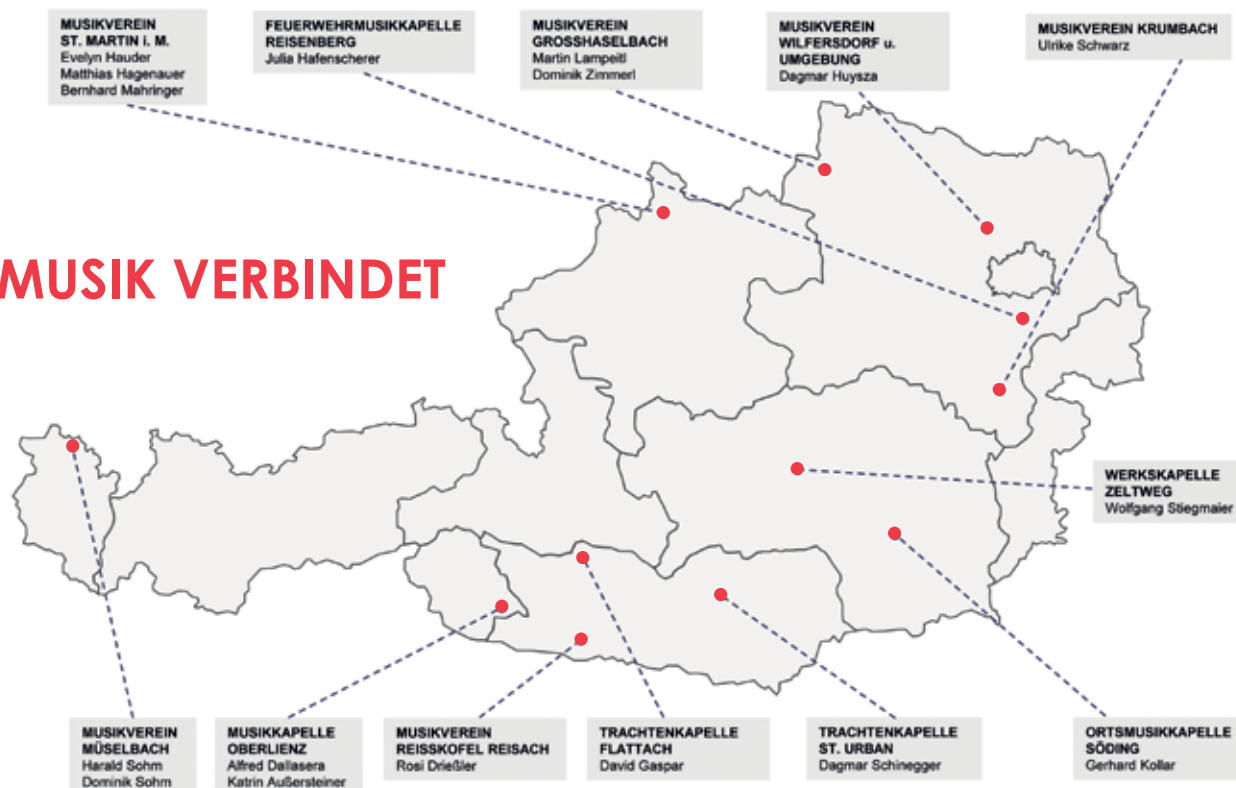 MUSIKVEREIN
ST. MARTIN i. M.
Evelyn Hauder
Matthias Hagenauer
Bernhard Mahringer
FEUERWEHRMUSIKKAPELLE
REISENBERG
Julia Hafenscherer
MUSIKVEREIN
GROSSHASELBACH
Martin Lampeitl
Dominik Zimmerl
MUSIKVEREIN
WILFERSDORF u.
UMGEBUNG
Dagmar Huysza
MUSIKVEREIN KRUMBACH
Ulrike Schwarz
MUSIK VERBINDET
WERKSKAPELLE
ZELTWEG
Wolfgang Stiegmaier
MUSIKVEREIN
MÜSELBACH
Harald Sohm
Dominik Sohm
MUSIKKAPELLE
OBERLIENZ
Alfred Dallasera
Katrin Außersteiner
MUSIKVEREIN
REISSKOFEL REISACH
Rosi Drießler
TRACHTENKAPELLE
FLATTACH
David Gaspar
TRACHTENKAPELLE
ST. URBAN
Dagmar Schinegger
ORTSMUSIKKAPELLE
SÖDING
Gerhard Kollar